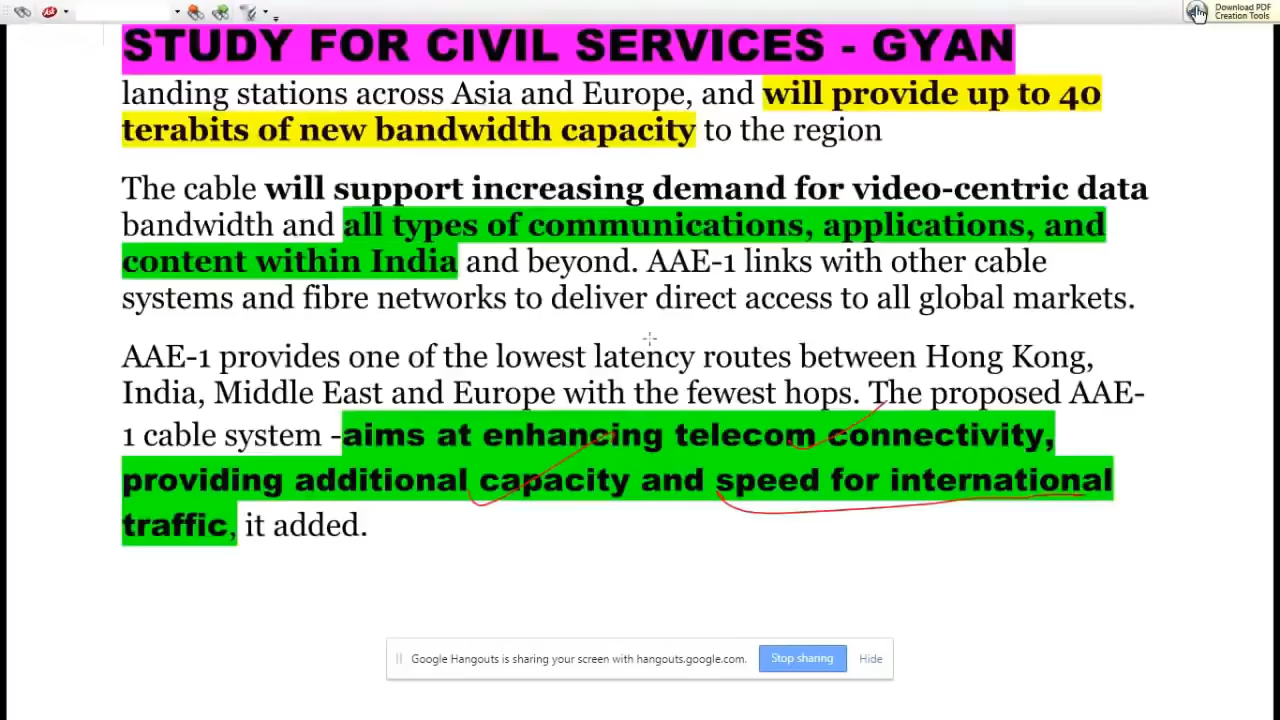 Download PDF
Creation Tools
STUDY FOR CIVIL SERVICES - GYAN
landing stations across Asia and Europe, and will provide up to 40
terabits of new bandwidth capacity to the region
The cable will support increasing demand for video-centric data
bandwidth and all types of communications, applications, and
content within India and beyond. AAE-1 links with other cable
systems and fibre networks to deliver direct access to all global markets.
AAE-1 provides one of the lowest latency routes between Hong Kong,
India, Middle East and Europe with the fewest hops. The proposed AAE-
1 cable system -aims at enhancing telecom connectivity,
providing additional capacity and speed for international
traffic, it added.
Google Hangouts is sharing your screen with hangouts.google.com. Stop sharing Hide